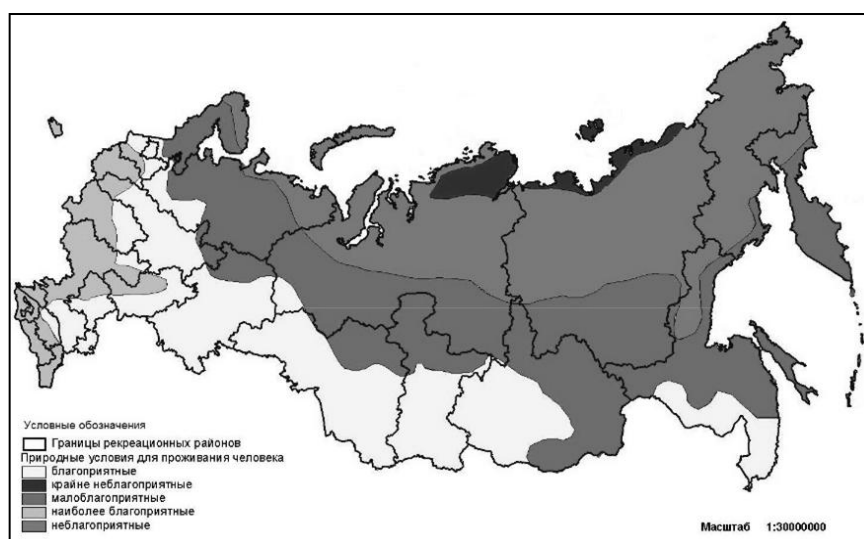 Условные обозначения
Границы рекреационных районов
Природные условия для проживания человека
благоприятные
крайне неблагоприятные
малоблагоприятные
наиболее благоприятные
неблагоприятные
Масштаб 1:30000000